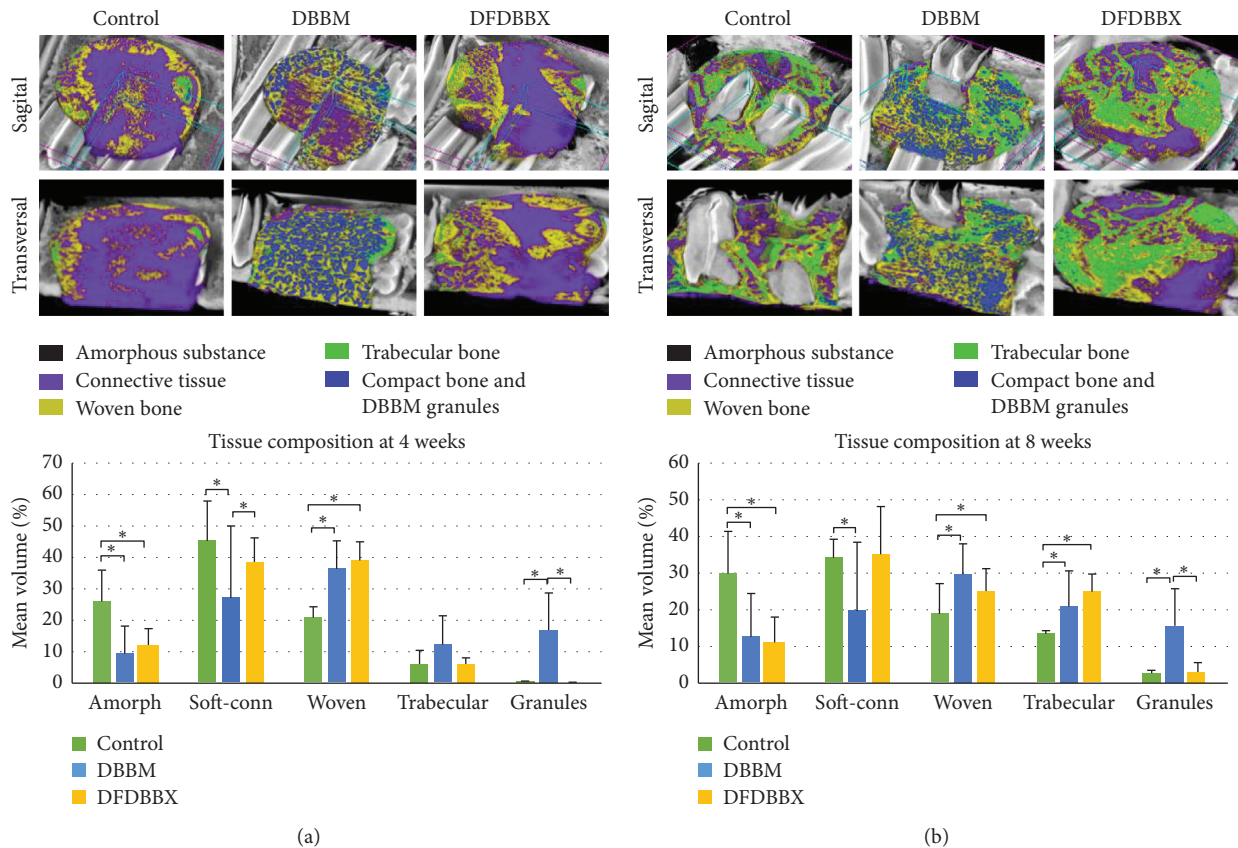 Control DBBM DFDBBX
Sagital
Transversal
Amorphous substance
Connective tissue
Woven bone
Trabecular bone
Compact bone and
DBBM granules
Tissue composition at 4 weeks
Mean volume (%)
70
60
50
40
30
20
10
0
* * * * * * * *
Amorph Soft-conn Woven Trabecular Granules
Control
DBBM
DFDBBX
(a)
Control DBBM DFDBBX
Sagital
Transversal
Amorphous substance
Connective tissue
Woven bone
Trabecular bone
Compact bone and
DBBM granules
Tissue composition at 8 weeks
Mean volume (%)
60
50
40
30
20
10
0
* * * * * * * * *
Amorph Soft-conn Woven Trabecular Granules
Control
DBBM
DFDBBX
(b)